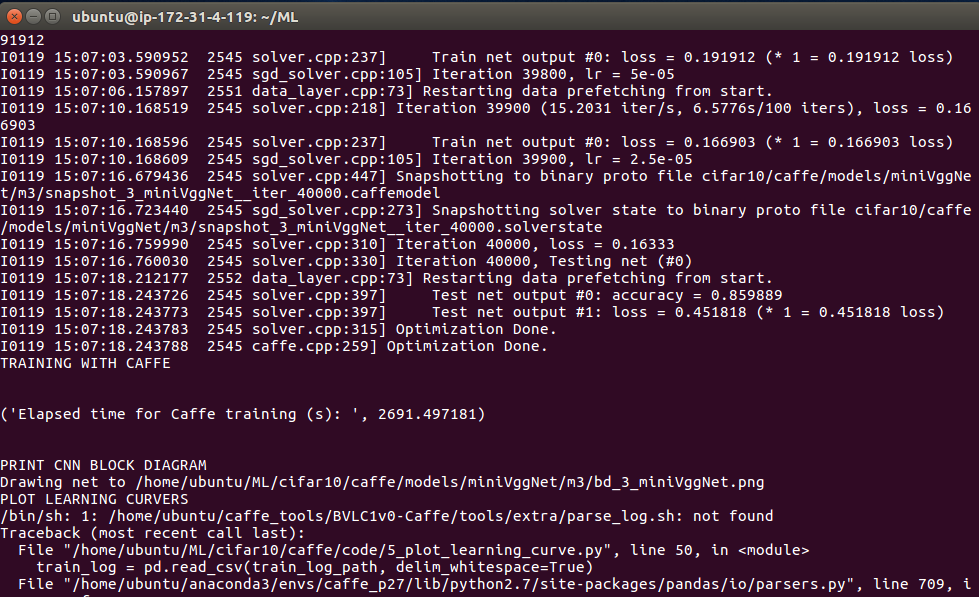 ubuntu@ip-172-31-4-119: ~/ML
91912
I0119 15:07:03.590952  2545 solver.cpp:237]     Train net output #0: loss = 0.191912 (* 1 = 0.191912 loss)
I0119 15:07:03.590967  2545 sgd_solver.cpp:105] Iteration 39800, lr = 5e-05
I0119 15:07:06.157897  2551 data_layer.cpp:73] Restarting data prefetching from start.
I0119 15:07:10.168519  2545 solver.cpp:218] Iteration 39900 (15.2031 iter/s, 6.5776s/100 iters), loss = 0.16
6903
I0119 15:07:10.168596  2545 solver.cpp:237]     Train net output #0: loss = 0.166903 (* 1 = 0.166903 loss)
I0119 15:07:10.168609  2545 sgd_solver.cpp:105] Iteration 39900, lr = 2.5e-05
I0119 15:07:16.679436  2545 solver.cpp:447] Snapshotting to binary proto file cifar10/caffe/models/miniVggNe
t/m3/snapshot_3_miniVggNet__iter_40000.caffemodel
I0119 15:07:16.723440  2545 sgd_solver.cpp:273] Snapshotting solver state to binary proto file cifar10/caffe
/models/miniVggNet/m3/snapshot_3_miniVggNet__iter_40000.solverstate
I0119 15:07:16.759990  2545 solver.cpp:310] Iteration 40000, loss = 0.16333
I0119 15:07:16.760030  2545 solver.cpp:330] Iteration 40000, Testing net (#0)
I0119 15:07:18.212177  2552 data_layer.cpp:73] Restarting data prefetching from start.
I0119 15:07:18.243726  2545 solver.cpp:397]     Test net output #0: accuracy = 0.859889
I0119 15:07:18.243773  2545 solver.cpp:397]     Test net output #1: loss = 0.451818 (* 1 = 0.451818 loss)
I0119 15:07:18.243783  2545 solver.cpp:315] Optimization Done.
I0119 15:07:18.243788  2545 caffe.cpp:259] Optimization Done.
TRAINING WITH CAFFE
('Elapsed time for Caffe training (s): ', 2691.497181)
PRINT CNN BLOCK DIAGRAM
Drawing net to /home/ubuntu/ML/cifar10/caffe/models/miniVggNet/m3/bd_3_miniVggNet.png
PLOT LEARNING CURVERS
/bin/sh: 1: /home/ubuntu/caffe_tools/BVLC1v0-Caffe/tools/extra/parse_log.sh: not found
Traceback (most recent call last):
  File "/home/ubuntu/ML/cifar10/caffe/code/5_plot_learning_curve.py", line 50, in <module>
    train_log = pd.read_csv(train_log_path, delim_whitespace=True)
  File "/home/ubuntu/anaconda3/envs/caffe_p27/lib/python2.7/site-packages/pandas/io/parsers.py", line 709, i